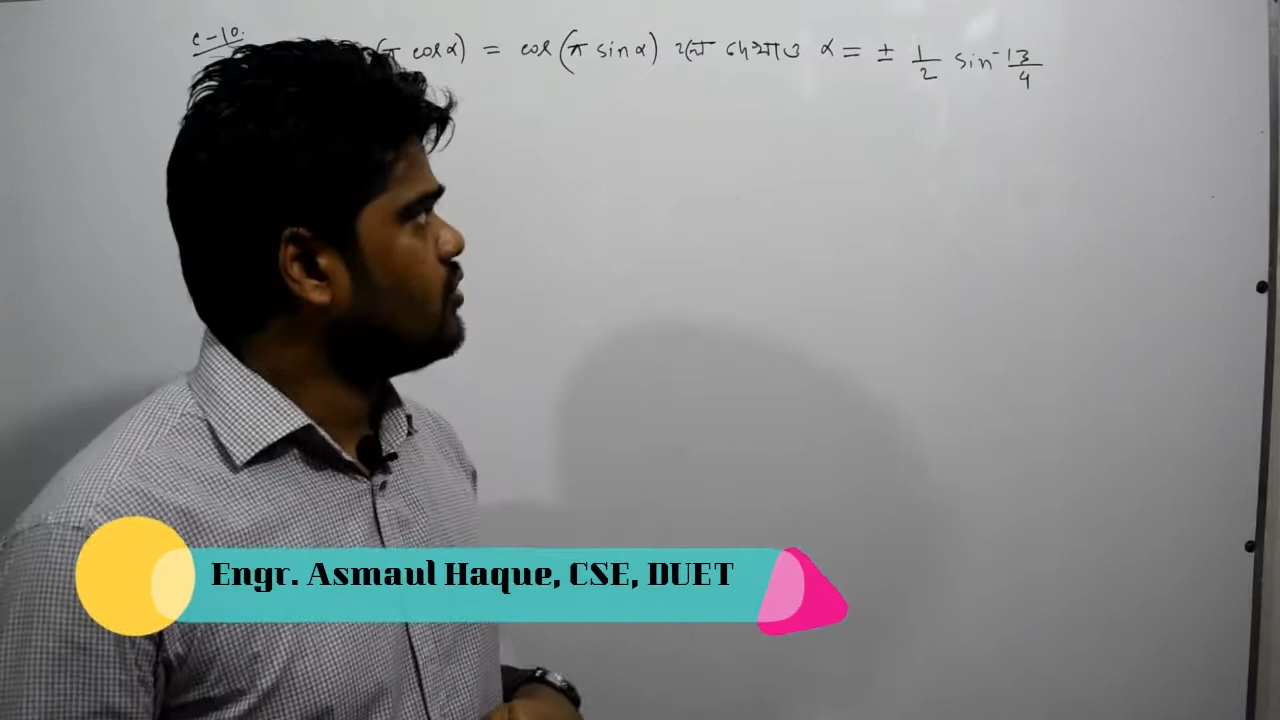 e-10.
π cosα) = cos(π sinα) হলে দেখাও α = ± 1/2 sin⁻¹ 3/4
Engr. Asmaul Haque, CSE, DUET